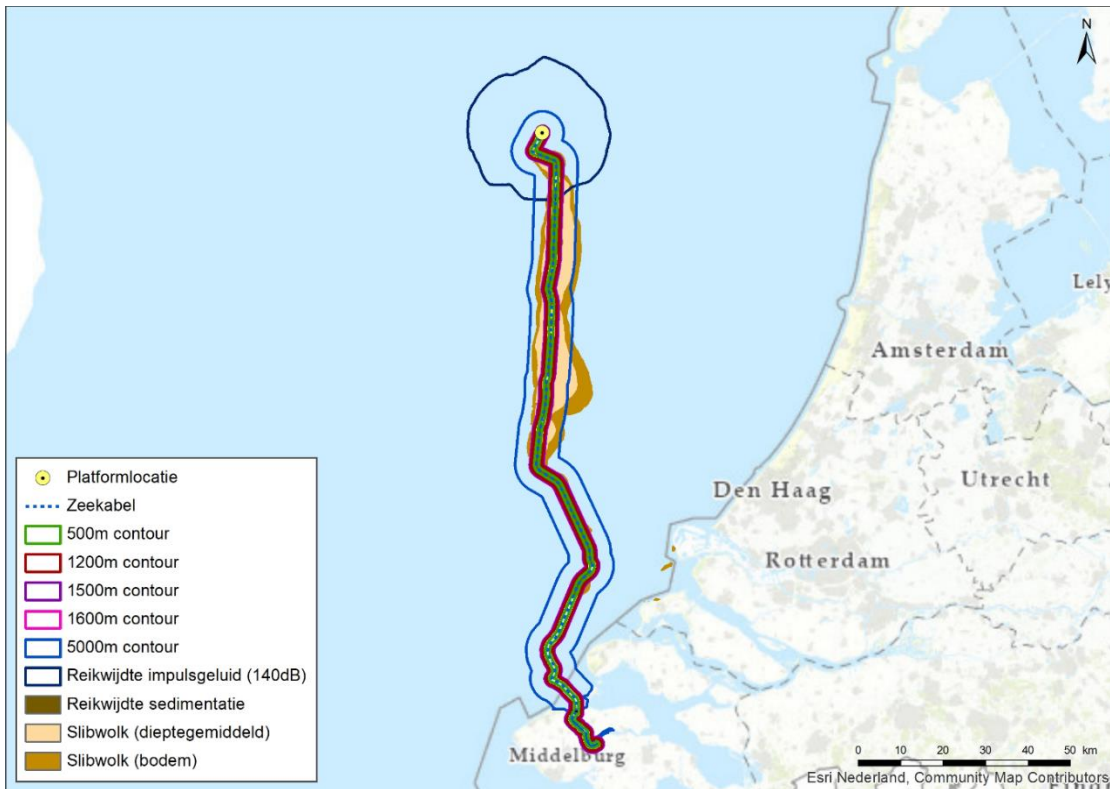 N
Lely
Amsterdam
Utrecht
Den Haag
Rotterdam
Middelburg
Platformlocatie
Zeekabel
500m contour
1200m contour
1500m contour
1600m contour
5000m contour
Reikwijdte impulsgeluid (140dB)
Reikwijdte sedimentatie
Slibwolk (dieptegemiddeld)
Slibwolk (bodem)
0 10 20 30 40 50 km
Esri Nederland, Community Map Contributors